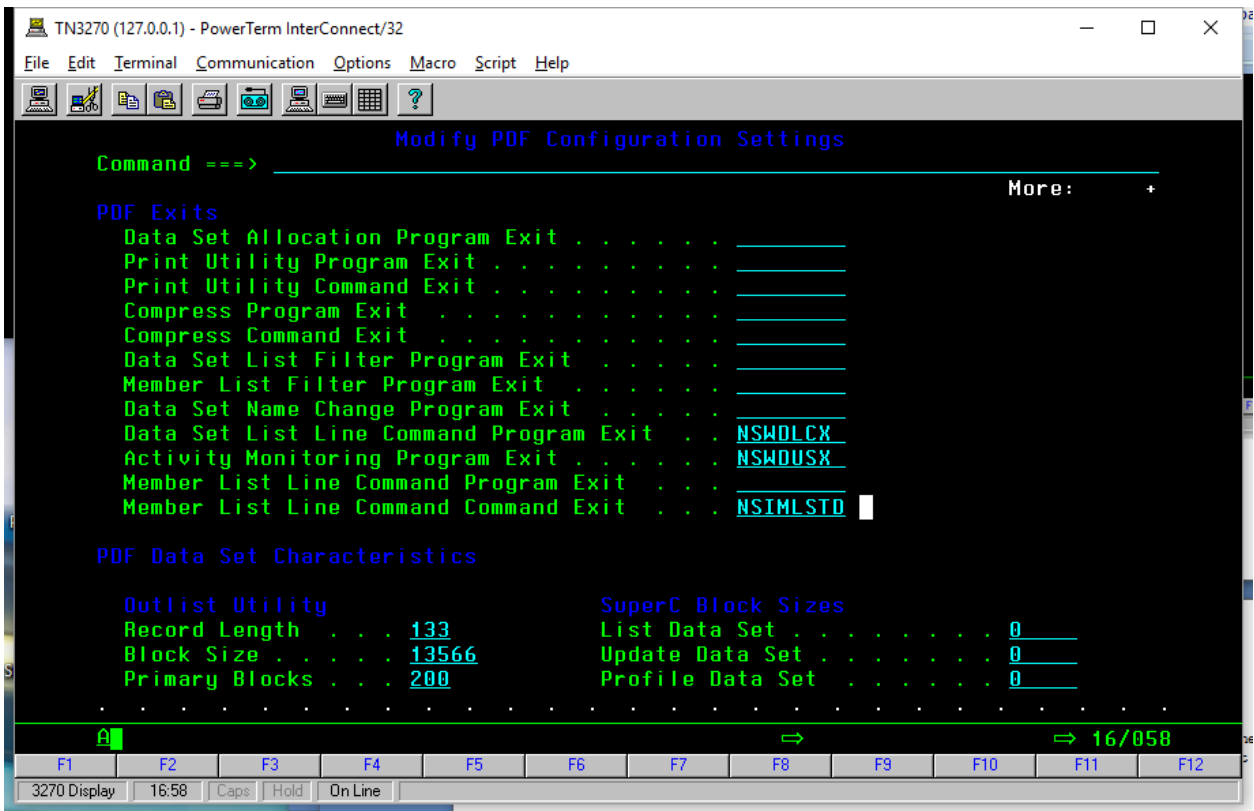 TN3270 (127.0.0.1) - PowerTerm InterConnect/32
File Edit Terminal Communication Options Macro Script Help
Modify PDF Configuration Settings
Command ===> 
More: +
PDF Exits
Data Set Allocation Program Exit . . . . . .
Print Utility Program Exit . . . . . . . . .
Print Utility Command Exit . . . . . . . . .
Compress Program Exit . . . . . . . . . . .
Compress Command Exit . . . . . . . . . . .
Data Set List Filter Program Exit . . . . .
Member List Filter Program Exit . . . . . .
Data Set Name Change Program Exit . . . . .
Data Set List Line Command Program Exit . . NSWDLCX
Activity Monitoring Program Exit . . . . . . NSWDUSX
Member List Line Command Program Exit . . .
Member List Line Command Command Exit . . . NSIMLSTD
PDF Data Set Characteristics
Outlist Utility SuperC Block Sizes
Record Length . . . 133 List Data Set . . . . . . . . 0
Block Size . . . . . 13566 Update Data Set . . . . . . . 0
Primary Blocks . . . 200 Profile Data Set . . . . . . 0
. . . . . . . . . . . . . . . . . . . . . . . . . . .
A ⇨ ⇨ 16/058
F1 F2 F3 F4 F5 F6 F7 F8 F9 F10 F11 F12
3270 Display 16:58 Caps Hold On Line